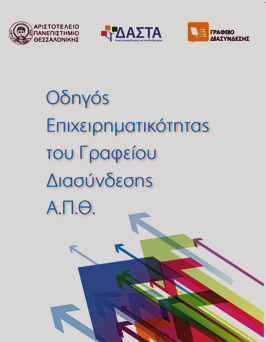 ΑΡΙΣΤΟΤΕΛΕΙΟ
ΠΑΝΕΠΙΣΤΗΜΙΟ
ΘΕΣΣΑΛΟΝΙΚΗΣ
ΔΑΣΤΑ
ΓΡΑΦΕΙΟ
ΔΙΑΣΥΝΔΕΣΗΣ
Οδηγός
Επιχειρηματικότητας
του Γραφείου
Διασύνδεσης
Α.Π.Θ.